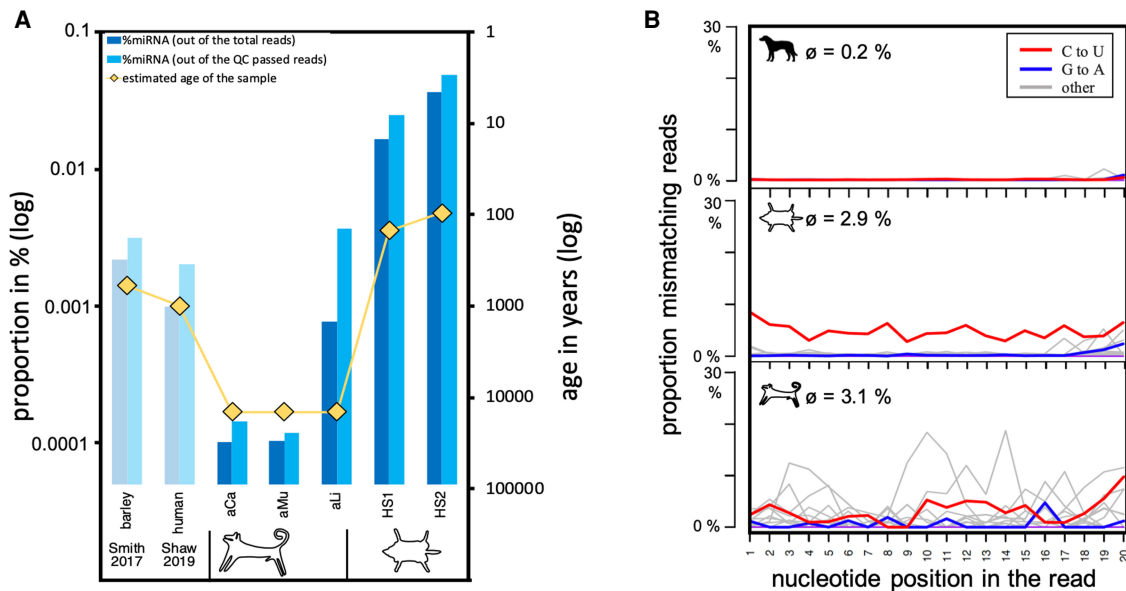 A
0.1
0.01
0.001
0.0001
proportion in % (log)
%miRNA (out of the total reads)
%miRNA (out of the QC passed reads)
estimated age of the sample
1
10
100
1000
10000
100000
age in years (log)
barley
human
aCa
aMu
aLi
HS1
HS2
Smith
2017
Shaw
2019
B
proportion mismatching reads
30
%
0 %
ø = 0.2 %
C to U
G to A
other
30
%
0 %
ø = 2.9 %
30
%
0 %
ø = 3.1 %
1 2 3 4 5 6 7 8 9 10 11 12 13 14 15 16 17 18 19 20
nucleotide position in the read